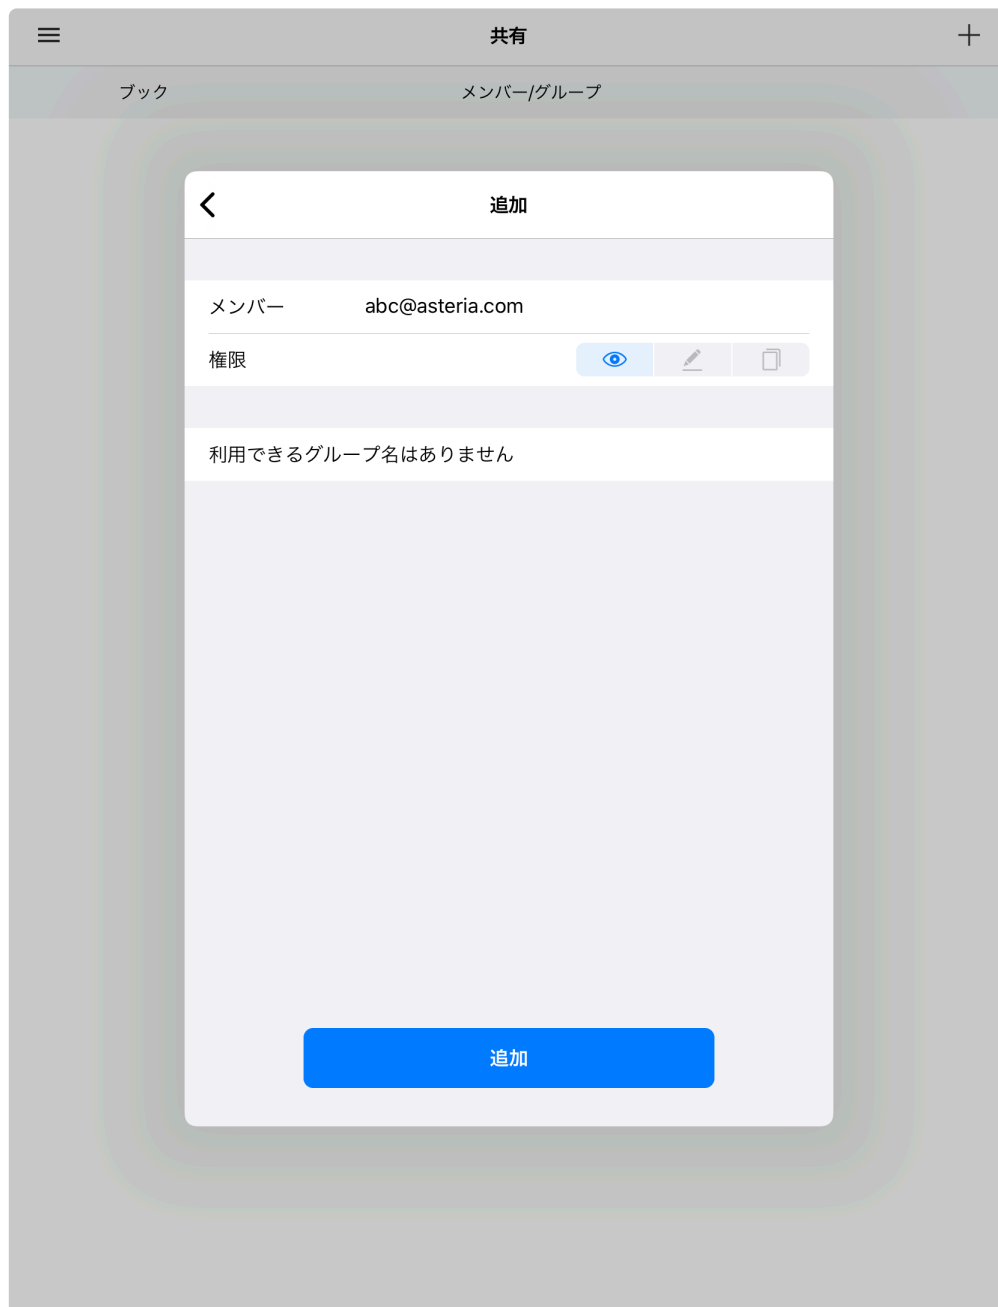 共有
ブック メンバー/グループ
追加
メンバー abc@asteria.com
権限
利用できるグループ名はありません
追加